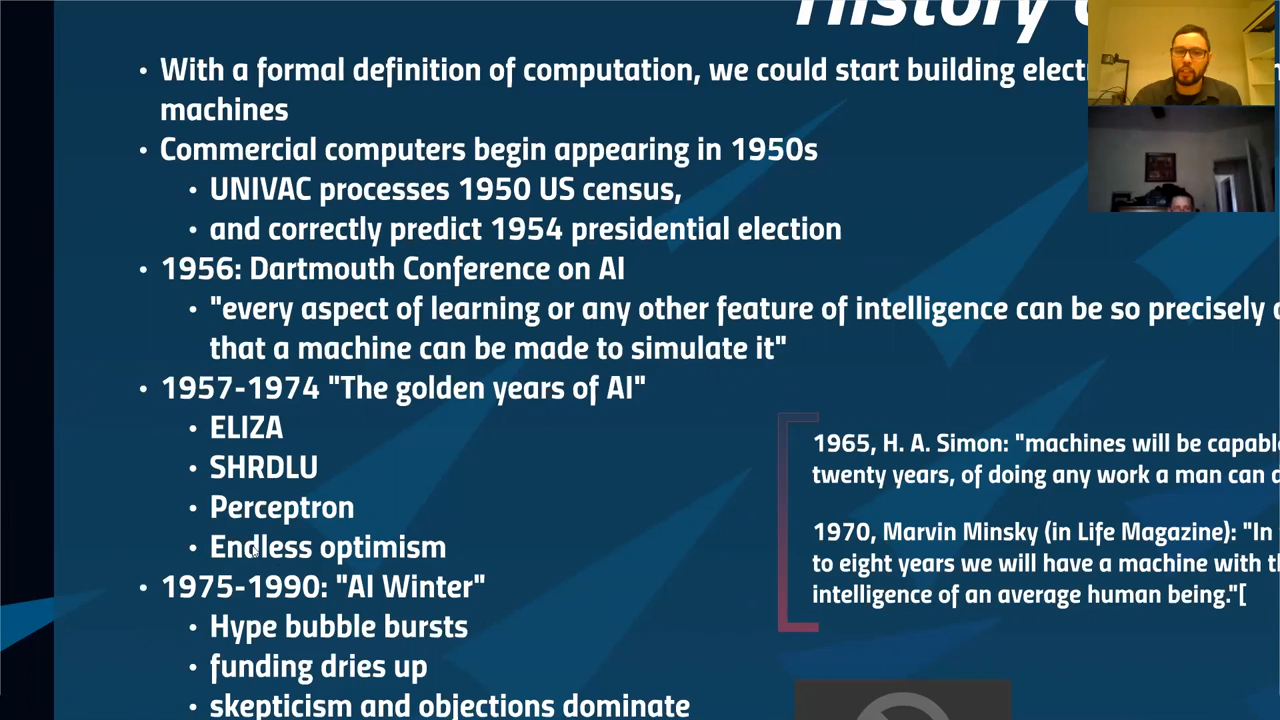 History
With a formal definition of computation, we could start building
machines
Commercial computers begin appearing in 1950s
UNIVAC processes 1950 US census,
and correctly predict 1954 presidential election
1956: Dartmouth Conference on AI
"every aspect of learning or any other feature of intelligence can be so precisely
that a machine can be made to simulate it"
1957-1974 "The golden years of AI"
ELIZA
SHRDLU
Perceptron
Endless optimism
1975-1990: "AI Winter"
Hype bubble bursts
funding dries up
skepticism and objections dominate
1965, H. A. Simon: "machines will be
twenty years, of doing any work a man can
1970, Marvin Minsky (in Life Magazine): "In
to eight years we will have a machine with
intelligence of an average human being."[